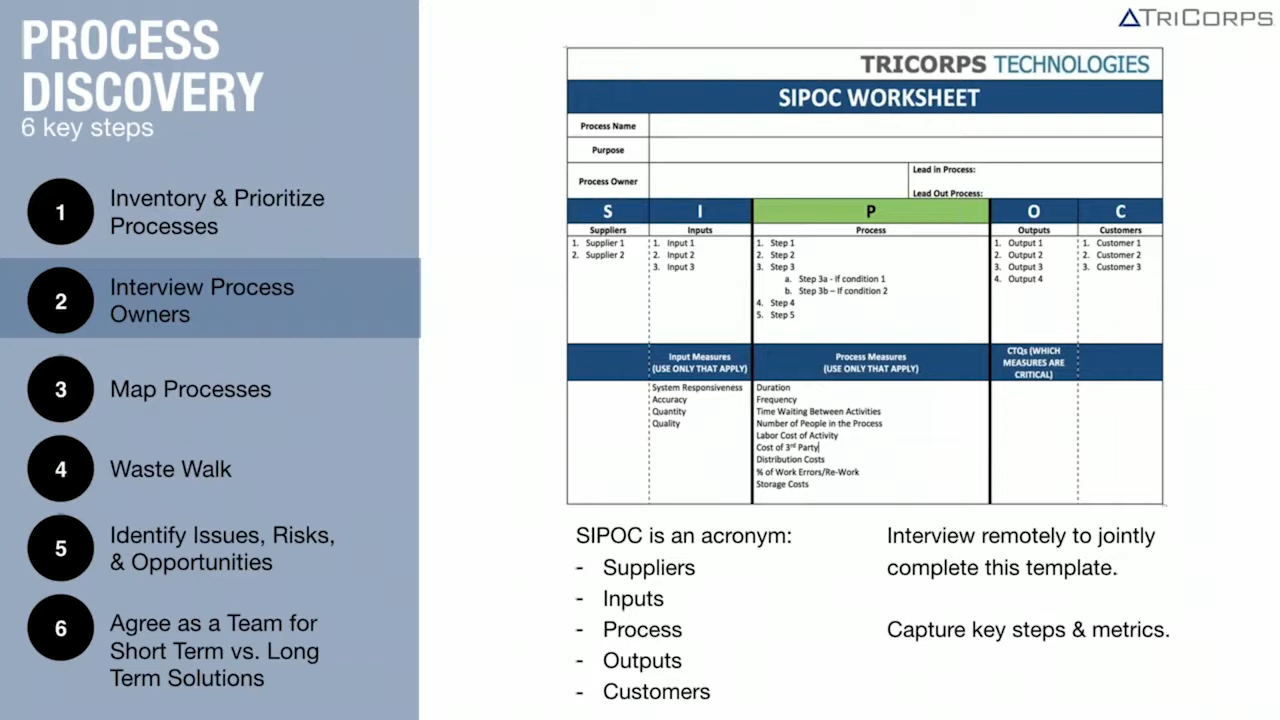 PROCESS
DISCOVERY
6 key steps
1 Inventory & Prioritize
Processes
2 Interview Process
Owners
3 Map Processes
4 Waste Walk
5 Identify Issues, Risks,
& Opportunities
6 Agree as a Team for
Short Term vs. Long
Term Solutions
TRICORPS
TRICORPS TECHNOLOGIES
SIPOC WORKSHEET
Process Name
Purpose
Process Owner
Lead in Process:
Lead Out Process:
S I P O C
Suppliers Inputs Process Outputs Customers
1. Supplier 1
2. Supplier 2
1. Input 1
2. Input 2
3. Input 3
1. Step 1
2. Step 2
3. Step 3
a. Step 3a - If condition 1
b. Step 3b – If condition 2
4. Step 4
5. Step 5
1. Output 1
2. Output 2
3. Output 3
4. Output 4
1. Customer 1
2. Customer 2
3. Customer 3
Input Measures
(USE ONLY THAT APPLY)
Process Measures
(USE ONLY THAT APPLY)
CTQs (WHICH
MEASURES ARE
CRITICAL)
System Responsiveness
Accuracy
Quantity
Quality
Duration
Frequency
Time Waiting Between Activities
Number of People in the Process
Labor Cost of Activity
Cost of 3rd Party
Distribution Costs
% of Work Errors/Re-Work
Storage Costs
SIPOC is an acronym:
- Suppliers
- Inputs
- Process
- Outputs
- Customers
Interview remotely to jointly
complete this template.
Capture key steps & metrics.